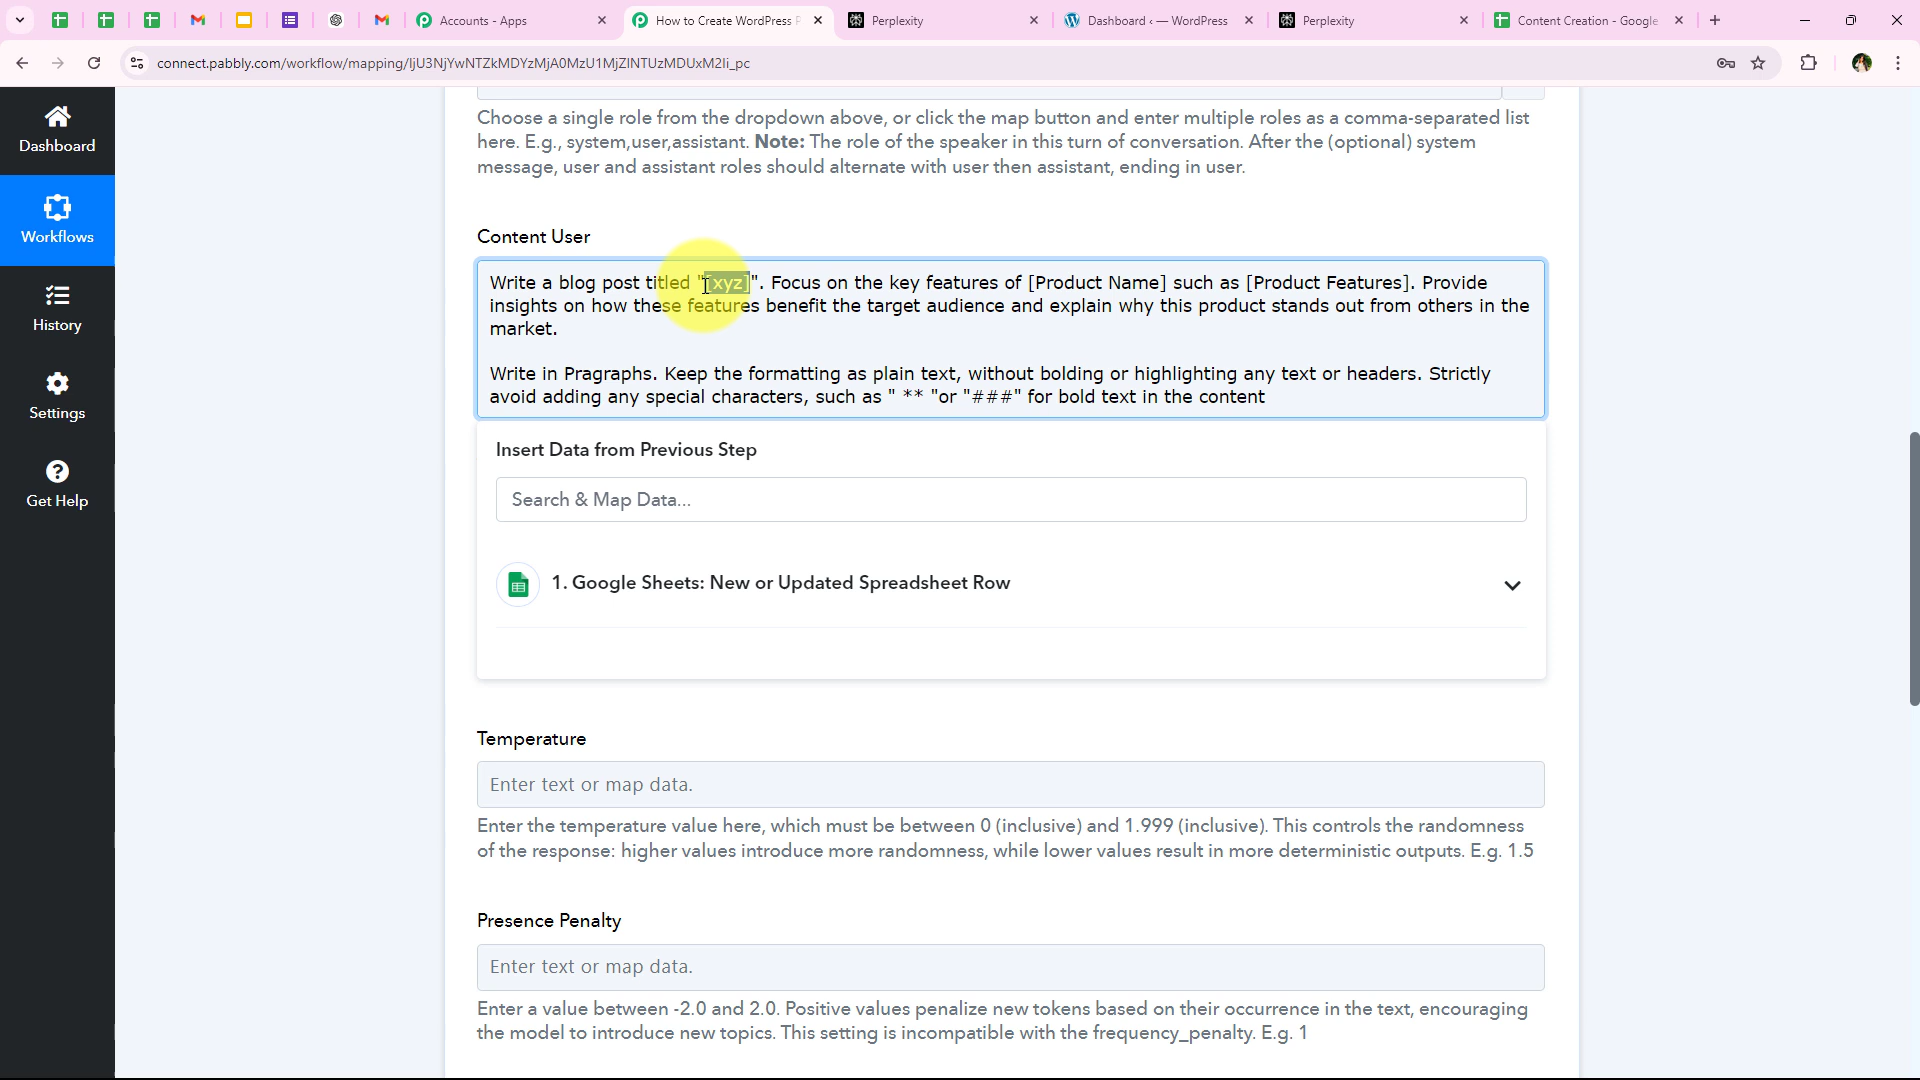 Accounts - Apps
How to Create WordPress P
Perplexity
Dashboard ‹ — WordPress
Perplexity
Content Creation - Google
connect.pabbly.com/workflow/mapping/IjU3NjYwNTZkMDYzMjA0MzU1MjZlNTUzMDUxM2Ii_pc
Dashboard
Workflows
History
Settings
Get Help
Choose a single role from the dropdown above, or click the map button and enter multiple roles as a comma-separated list
here. E.g., system,user,assistant. Note: The role of the speaker in this turn of conversation. After the (optional) system
message, user and assistant roles should alternate with user then assistant, ending in user.
Content User
Write a blog post titled "[xyz]". Focus on the key features of [Product Name] such as [Product Features]. Provide
insights on how these features benefit the target audience and explain why this product stands out from others in the
market.
Write in Paragraphs. Keep the formatting as plain text, without bolding or highlighting any text or headers. Strictly
avoid adding any special characters, such as " ** "or "###" for bold text in the content
Insert Data from Previous Step
Search & Map Data...
1. Google Sheets: New or Updated Spreadsheet Row
Temperature
Enter text or map data.
Enter the temperature value here, which must be between 0 (inclusive) and 1.999 (inclusive). This controls the randomness
of the response: higher values introduce more randomness, while lower values result in more deterministic outputs. E.g. 1.5
Presence Penalty
Enter text or map data.
Enter a value between -2.0 and 2.0. Positive values penalize new tokens based on their occurrence in the text, encouraging
the model to introduce new topics. This setting is incompatible with the frequency_penalty. E.g. 1